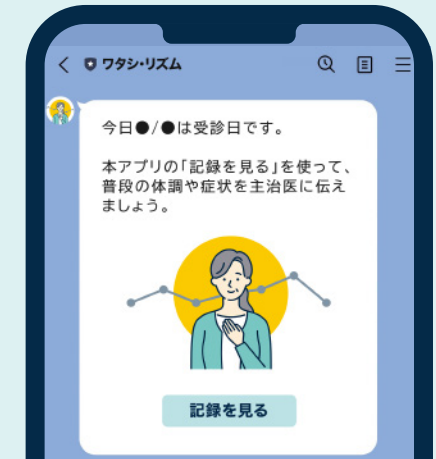 ワタシ・リズム
今日●/●は受診日です。
本アプリの「記録を見る」を使って、
普段の体調や症状を主治医に伝え
ましょう。
記録を見る